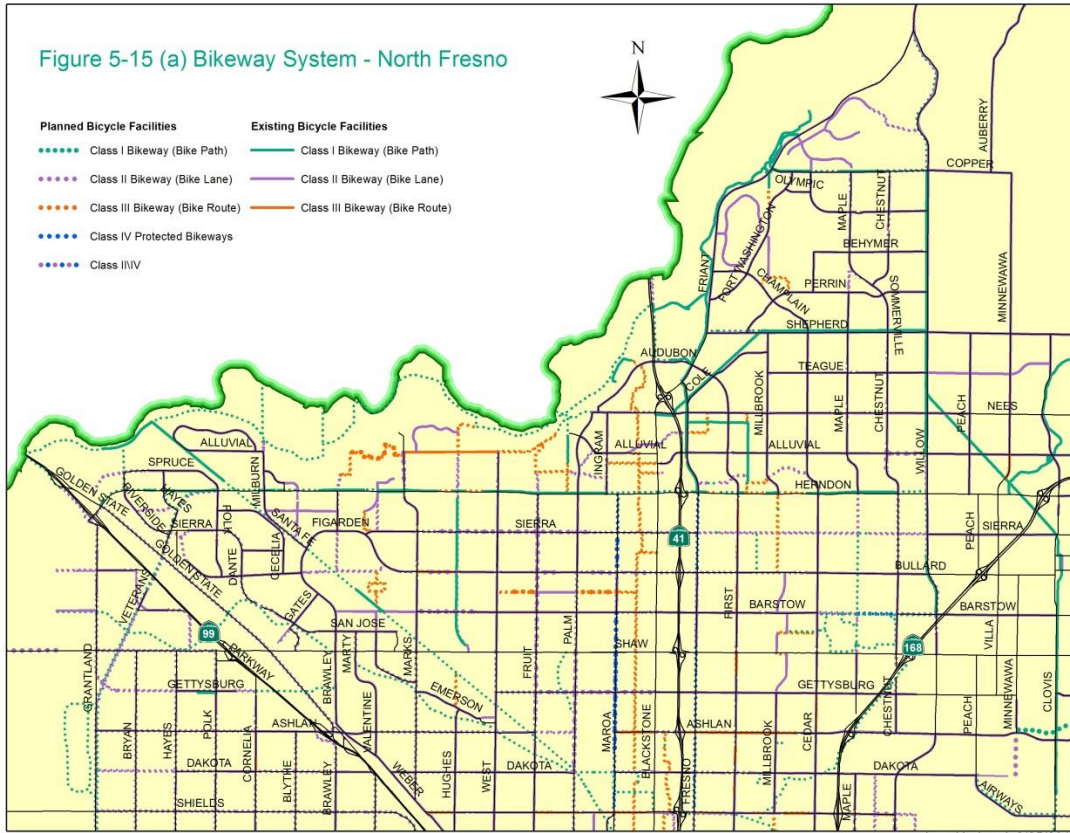 Figure 5-15 (a) Bikeway System - North Fresno
N
Planned Bicycle Facilities
Existing Bicycle Facilities
Class I Bikeway (Bike Path)
Class I Bikeway (Bike Path)
Class II Bikeway (Bike Lane)
Class II Bikeway (Bike Lane)
Class III Bikeway (Bike Route)
Class III Bikeway (Bike Route)
Class IV Protected Bikeways
Class II\IV
AUBERRY
COPPER
OLYMPIC
MAPLE
CHESTNUT
FORT WASHINGTON
BEHYMER
FRIANT
CHAMPLAIN
PERRIN
SOMMERVILLE
MINNEWAWA
SHEPHERD
AUDUBON
COLE
TEAGUE
MILLBROOK
MAPLE
CHESTNUT
PEACH
NEES
INGRAM
ALLUVIAL
ALLUVIAL
ALLUVIAL
WILLOW
SPRUCE
MILBURN
HERNDON
GOLDEN STATE
RIVERSIDE
HAYES
SIERRA
POLK
SANTA FE
FIGARDEN
SIERRA
41
PEACH
SIERRA
GOLDEN STATE
DANTE
CECELIA
BULLARD
VETERANS
GATES
BARSTOW
BARSTOW
FIRST
99
SAN JOSE
PALM
SHAW
168
VILLA
PARKWAY
MARTY
MARKS
FRUIT
GRANTLAND
GETTYSBURG
BRAWLEY
EMERSON
GETTYSBURG
MINNEWAWA
CLOVIS
BRYAN
HAYES
POLK
CORNELIA
ASHLAN
VALENTINE
MAROA
BLACKSTONE
ASHLAN
MILLBROOK
CEDAR
CHESTNUT
PEACH
DAKOTA
BLYTHE
BRAWLEY
WEBER
HUGHES
WEST
DAKOTA
FRESNO
DAKOTA
SHIELDS
MAPLE
AIRWAYS